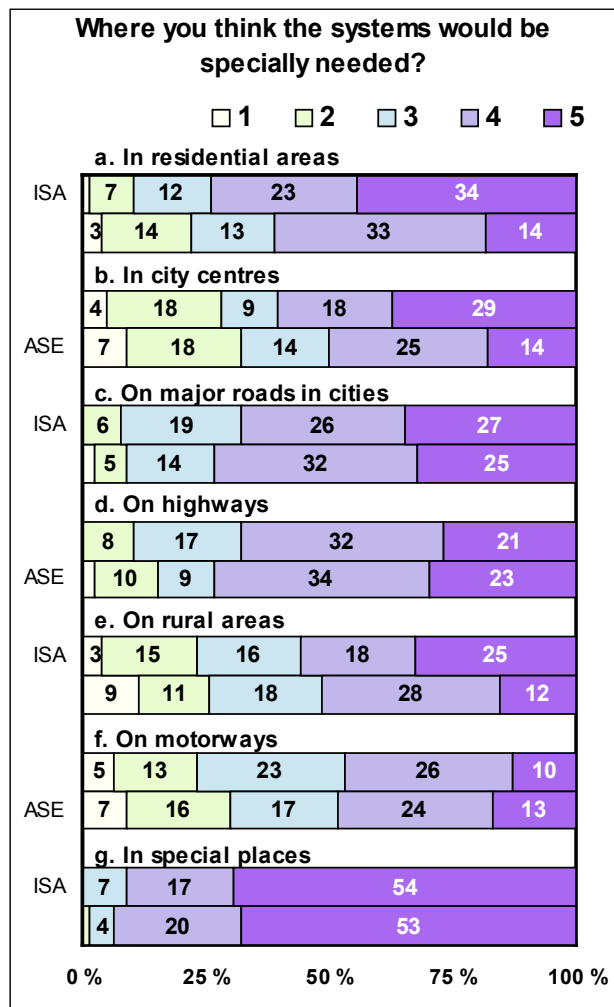 Where you think the systems would be
specially needed?
1 2 3 4 5
a. In residential areas
ISA 7 12 23 34
3 14 13 33 14
b. In city centres
4 18 9 18 29
ASE 7 18 14 25 14
c. On major roads in cities
ISA 6 19 26 27
5 14 32 25
d. On highways
8 17 32 21
ASE 10 9 34 23
e. On rural areas
ISA 3 15 16 18 25
9 11 18 28 12
f. On motorways
5 13 23 26 10
ASE 7 16 17 24 13
g. In special places
ISA 7 17 54
4 20 53
0 % 25 % 50 % 75 % 100 %